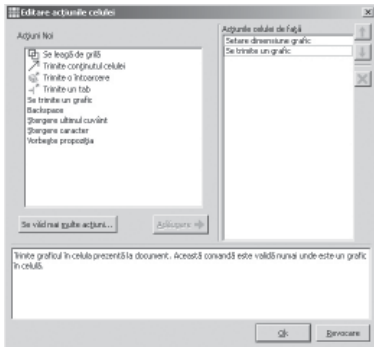 Editare acțiunile celulei
Acțiuni Noi
Se leagă de grilă
Trimite conținutul celulei
Trimite o întoarcere
Trimite un tab
Se trimite un grafic
Backspace
Ștergere ultimul cuvânt
Ștergere caracter
Vorbește propoziția
Se văd mai multe acțiuni...
Adăugare
Acțiunile celulei de față
Setare dimensiune grafic
Se trimite un grafic
Trimite graficul în celula prezentă la document. Această comandă este validă numai unde este un grafic
în celulă.
Ok
Revocare